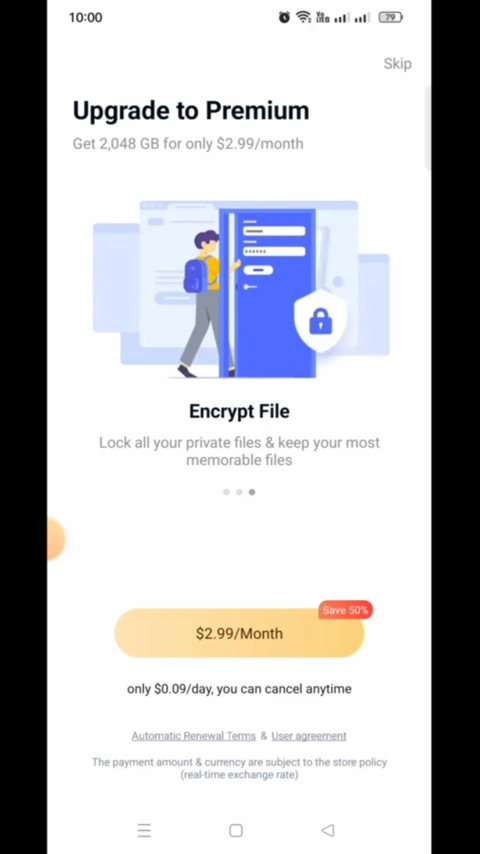 10:00
79
Skip
Upgrade to Premium
Get 2,048 GB for only $2.99/month
Encrypt File
Lock all your private files & keep your most
memorable files
Save 50%
$2.99/Month
only $0.09/day, you can cancel anytime
Automatic Renewal Terms & User agreement
The payment amount & currency are subject to the store policy
(real-time exchange rate)